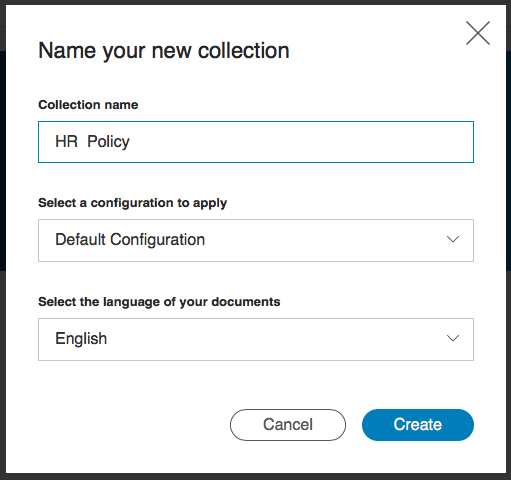 Name your new collection
Collection name
HR  Policy
Select a configuration to apply
Default Configuration
Select the language of your documents
English
Cancel
Create